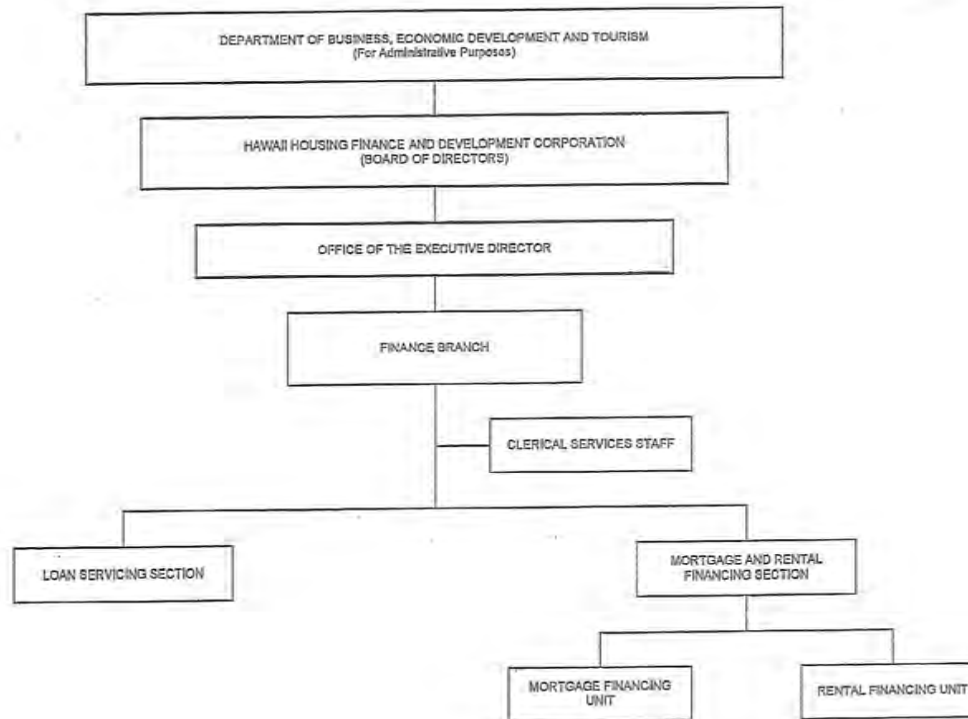 DEPARTMENT OF BUSINESS, ECONOMIC DEVELOPMENT AND TOURISM
(For Administrative Purposes)
HAWAII HOUSING FINANCE AND DEVELOPMENT CORPORATION
(BOARD OF DIRECTORS)
OFFICE OF THE EXECUTIVE DIRECTOR
FINANCE BRANCH
CLERICAL SERVICES STAFF
LOAN SERVICING SECTION
MORTGAGE AND RENTAL
FINANCING SECTION
MORTGAGE FINANCING
UNIT
RENTAL FINANCING UNIT